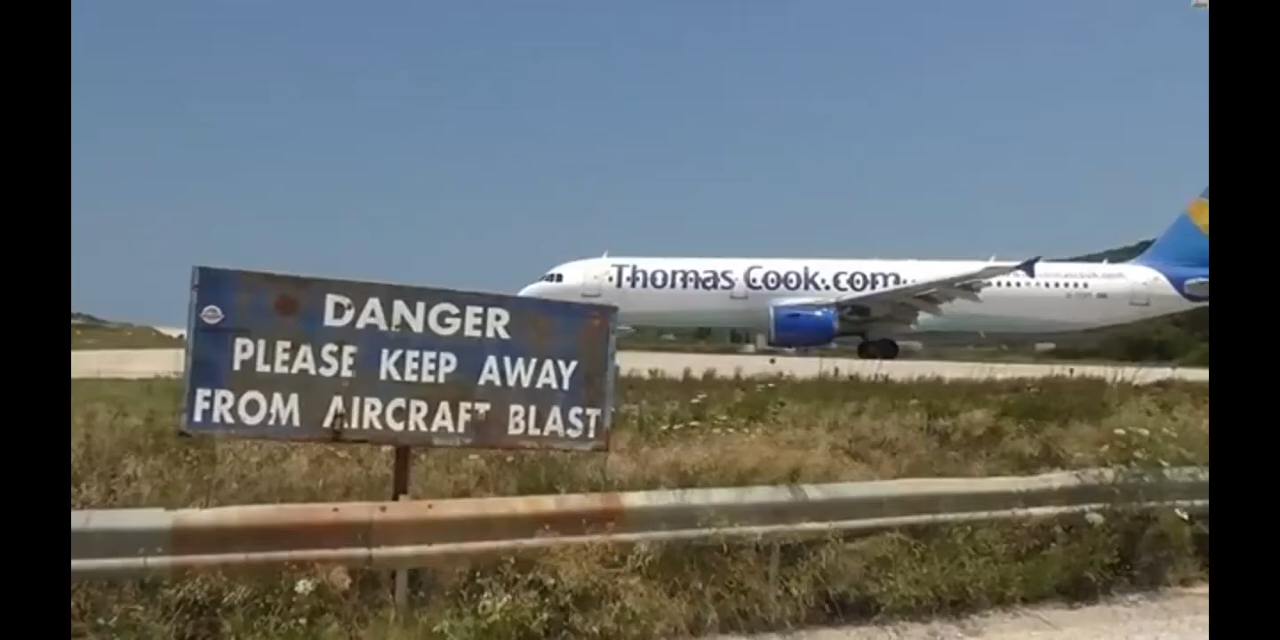 DANGER
PLEASE KEEP AWAY
FROM AIRCRAFT BLAST
Thomas Cook.com